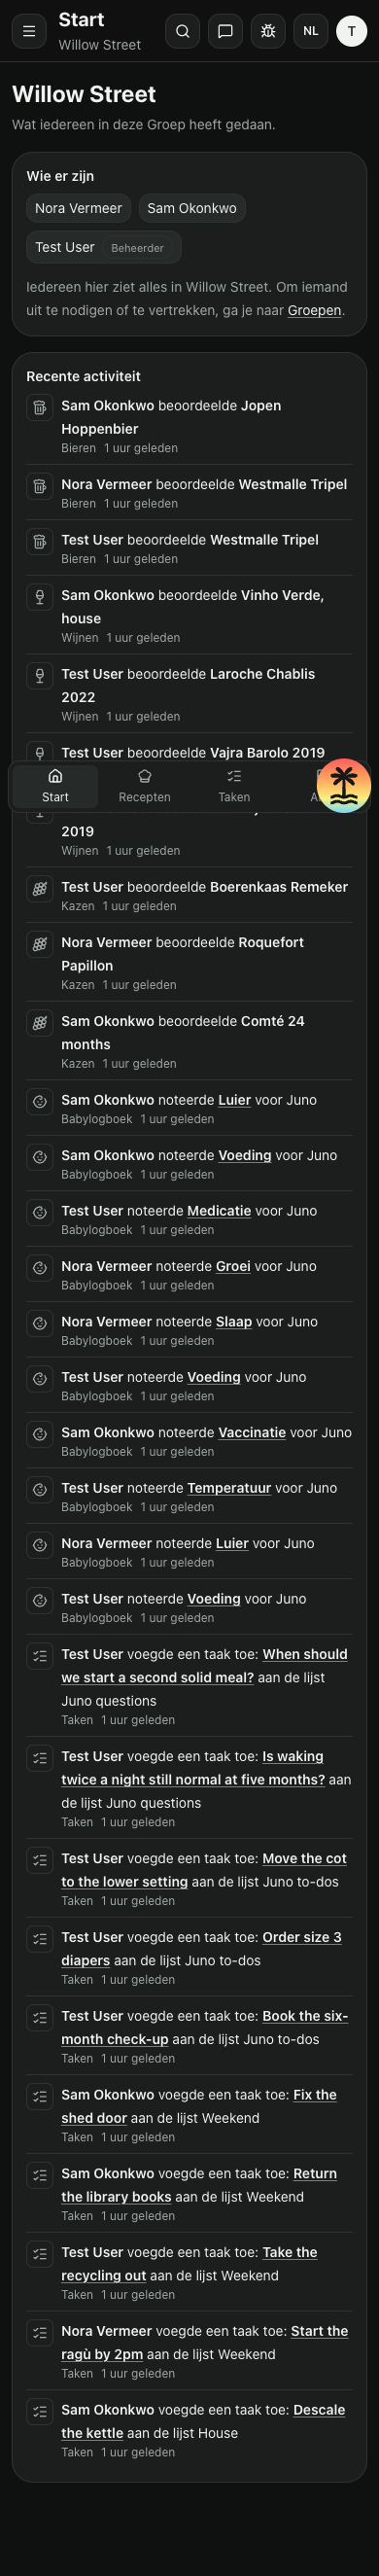 Start
Willow Street
NL
T
Willow Street
Wat iedereen in deze Groep heeft gedaan.
Wie er zijn
Nora Vermeer
Sam Okonkwo
Test User Beheerder
Iedereen hier ziet alles in Willow Street. Om iemand
uit te nodigen of te vertrekken, ga je naar Groepen.
Recente activiteit
Sam Okonkwo beoordeelde Jopen
Hoppenbier
Bieren 1 uur geleden
Nora Vermeer beoordeelde Westmalle Tripel
Bieren 1 uur geleden
Test User beoordeelde Westmalle Tripel
Bieren 1 uur geleden
Sam Okonkwo beoordeelde Vinho Verde,
house
Wijnen 1 uur geleden
Test User beoordeelde Laroche Chablis
2022
Wijnen 1 uur geleden
Test User beoordeelde Vajra Barolo 2019
Start
Recepten
Taken
2019
Wijnen 1 uur geleden
Test User beoordeelde Boerenkaas Remeker
Kazen 1 uur geleden
Nora Vermeer beoordeelde Roquefort
Papillon
Kazen 1 uur geleden
Sam Okonkwo beoordeelde Comté 24
months
Kazen 1 uur geleden
Sam Okonkwo noteerde Luier voor Juno
Babylogboek 1 uur geleden
Sam Okonkwo noteerde Voeding voor Juno
Babylogboek 1 uur geleden
Test User noteerde Medicatie voor Juno
Babylogboek 1 uur geleden
Nora Vermeer noteerde Groei voor Juno
Babylogboek 1 uur geleden
Nora Vermeer noteerde Slaap voor Juno
Babylogboek 1 uur geleden
Test User noteerde Voeding voor Juno
Babylogboek 1 uur geleden
Sam Okonkwo noteerde Vaccinatie voor Juno
Babylogboek 1 uur geleden
Test User noteerde Temperatuur voor Juno
Babylogboek 1 uur geleden
Nora Vermeer noteerde Luier voor Juno
Babylogboek 1 uur geleden
Test User noteerde Voeding voor Juno
Babylogboek 1 uur geleden
Test User voegde een taak toe: When should
we start a second solid meal? aan de lijst
Juno questions
Taken 1 uur geleden
Test User voegde een taak toe: Is waking
twice a night still normal at five months? aan
de lijst Juno questions
Taken 1 uur geleden
Test User voegde een taak toe: Move the cot
to the lower setting aan de lijst Juno to-dos
Taken 1 uur geleden
Test User voegde een taak toe: Order size 3
diapers aan de lijst Juno to-dos
Taken 1 uur geleden
Test User voegde een taak toe: Book the six-
month check-up aan de lijst Juno to-dos
Taken 1 uur geleden
Sam Okonkwo voegde een taak toe: Fix the
shed door aan de lijst Weekend
Taken 1 uur geleden
Sam Okonkwo voegde een taak toe: Return
the library books aan de lijst Weekend
Taken 1 uur geleden
Test User voegde een taak toe: Take the
recycling out aan de lijst Weekend
Taken 1 uur geleden
Nora Vermeer voegde een taak toe: Start the
ragù by 2pm aan de lijst Weekend
Taken 1 uur geleden
Sam Okonkwo voegde een taak toe: Descale
the kettle aan de lijst House
Taken 1 uur geleden